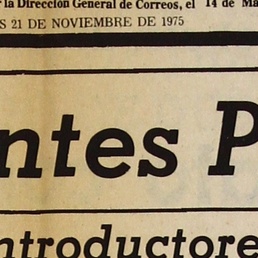 r la Dirección General de Correos, el 14 de Ma
S 21 DE NOVIEMBRE DE 1975
ntes P
ntroductore